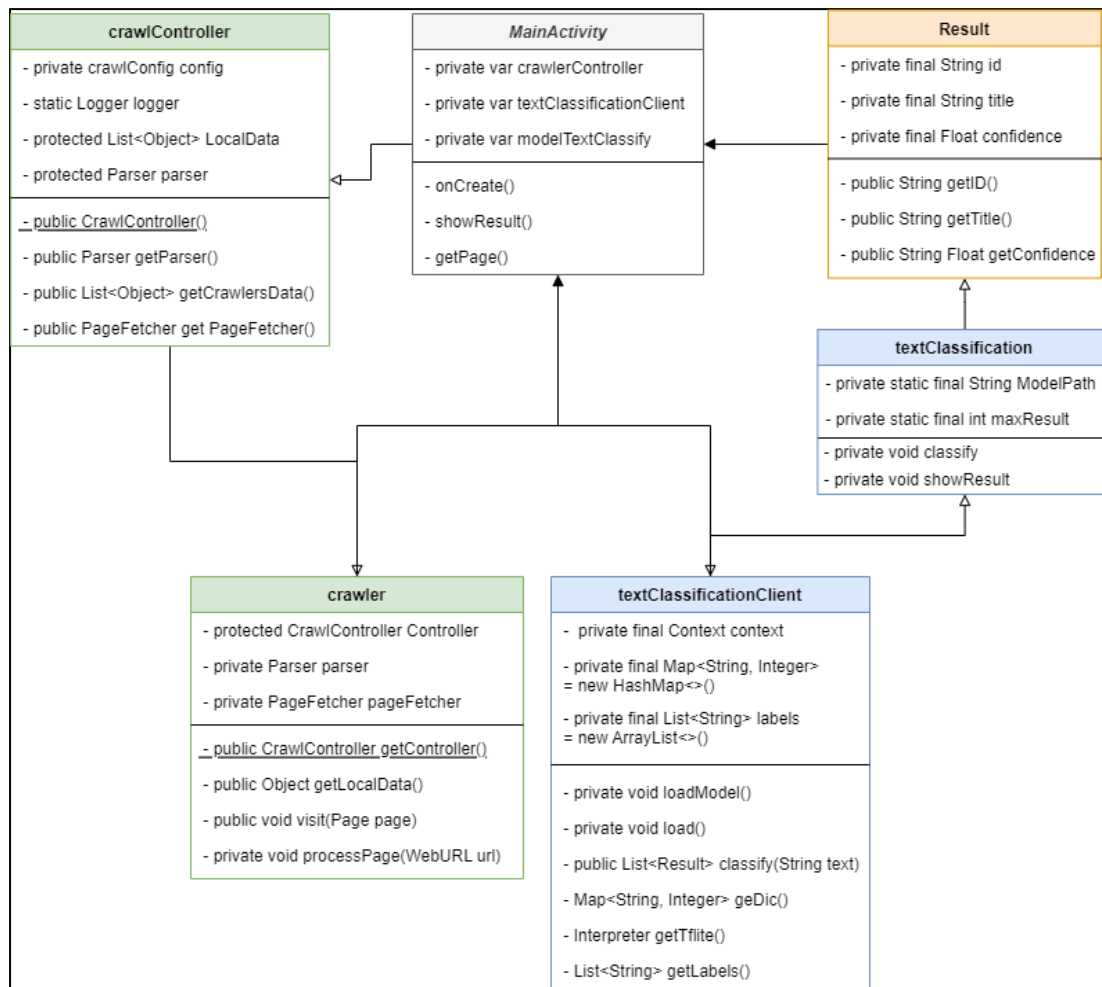 crawlController
- private crawlConfig config
- static Logger logger
- protected List<Object> LocalData
- protected Parser parser
- public CrawlController()
- public Parser getParser()
- public List<Object> getCrawlersData()
- public PageFetcher get PageFetcher()
MainActivity
- private var crawlerController
- private var textClassificationClient
- private var modelTextClassify
- onCreate()
- showResult()
- getPage()
Result
- private final String id
- private final String title
- private final Float confidence
- public String getID()
- public String getTitle()
- public String Float getConfidence
textClassification
- private static final String ModelPath
- private static final int maxResult
- private void classify
- private void showResult
crawler
- protected CrawlController Controller
- private Parser parser
- private PageFetcher pageFetcher
- public CrawlController getController()
- public Object getLocalData()
- public void visit(Page page)
- private void processPage(WebURL url)
textClassificationClient
- private final Context context
- private final Map<String, Integer>
= new HashMap<>()
- private final List<String> labels
= new ArrayList<>()
- private void loadModel()
- private void load()
- public List<Result> classify(String text)
- Map<String, Integer> geDic()
- Interpreter getTflite()
- List<String> getLabels()